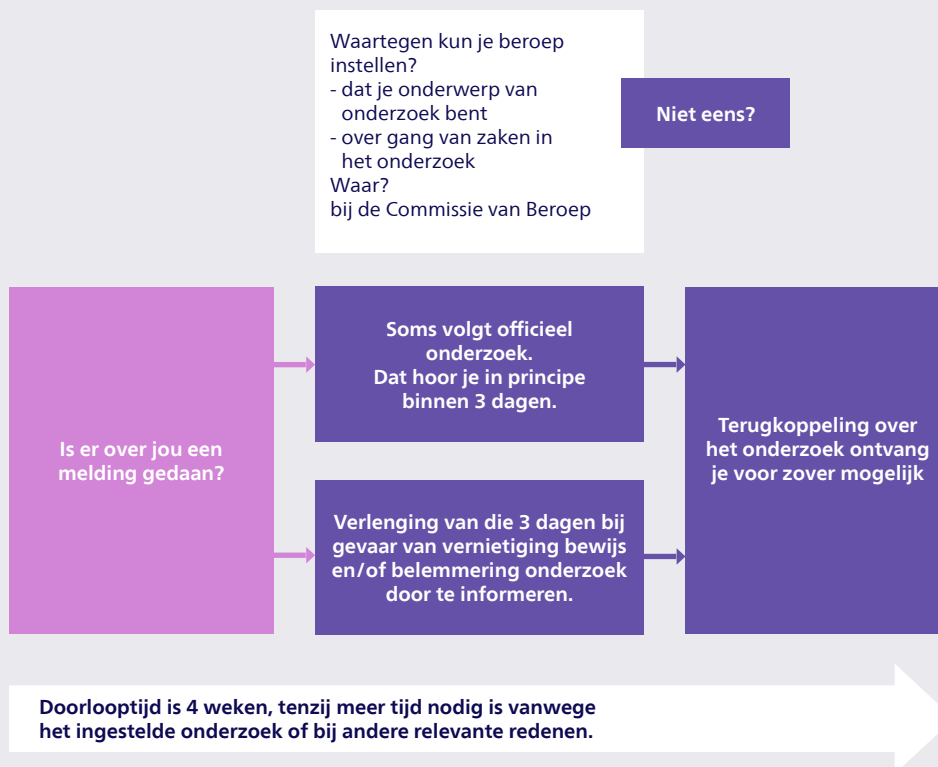 Waartegen kun je beroep
instellen?
- dat je onderwerp van
onderzoek bent
- over gang van zaken in
het onderzoek
Waar?
bij de Commissie van Beroep
Niet eens?
Is er over jou een
melding gedaan?
Soms volgt officieel
onderzoek.
Dat hoor je in principe
binnen 3 dagen.
Verlenging van die 3 dagen bij
gevaar van vernietiging bewijs
en/of belemmering onderzoek
door te informeren.
Terugkoppeling over
het onderzoek ontvang
je voor zover mogelijk
Doorlooptijd is 4 weken, tenzij meer tijd nodig is vanwege
het ingestelde onderzoek of bij andere relevante redenen.